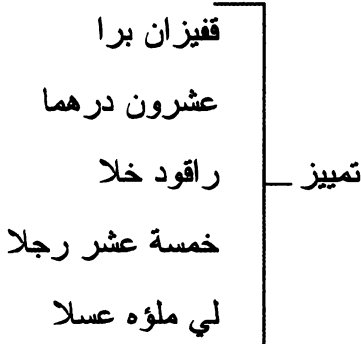 قفيزان برا
عشرون درهما
تمييز
راقود خلا
خمسة عشر رجلا
لي ملؤه عسلا